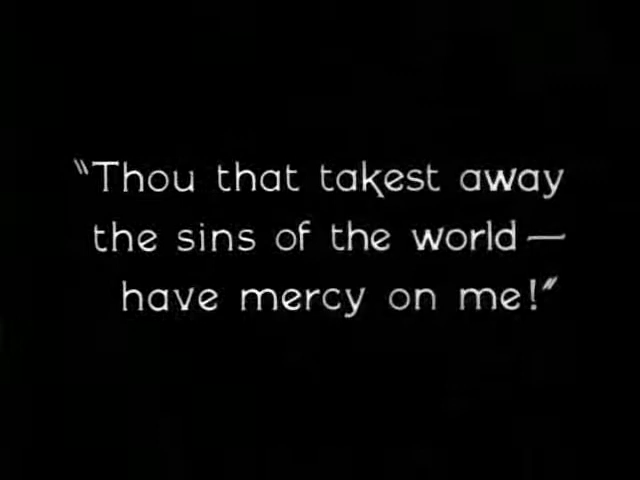 "Thou that takest away
the sins of the world —
have mercy on me!"